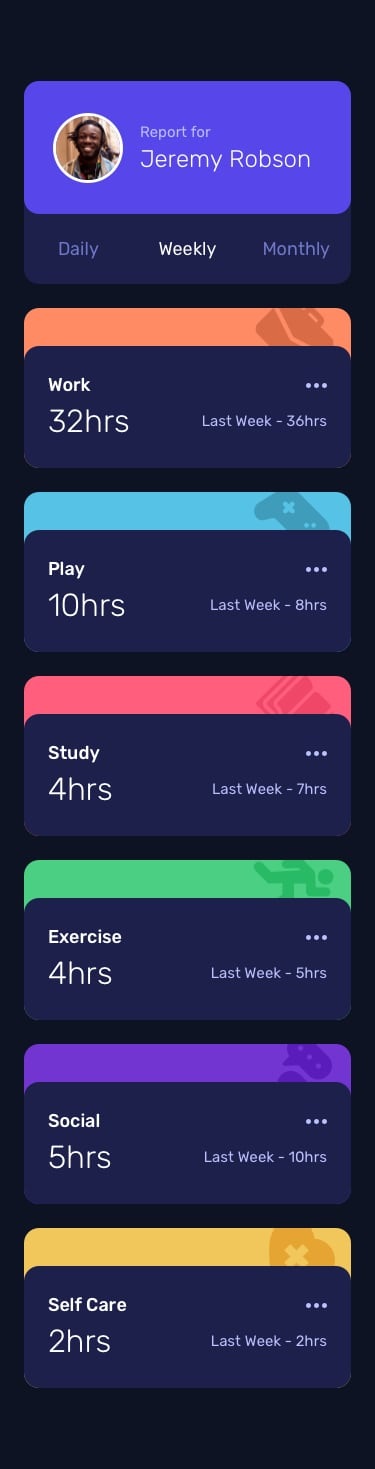 Report for
Jeremy Robson
Daily Weekly Monthly
Work
32hrs Last Week - 36hrs
Play
10hrs Last Week - 8hrs
Study
4hrs Last Week - 7hrs
Exercise
4hrs Last Week - 5hrs
Social
5hrs Last Week - 10hrs
Self Care
2hrs Last Week - 2hrs